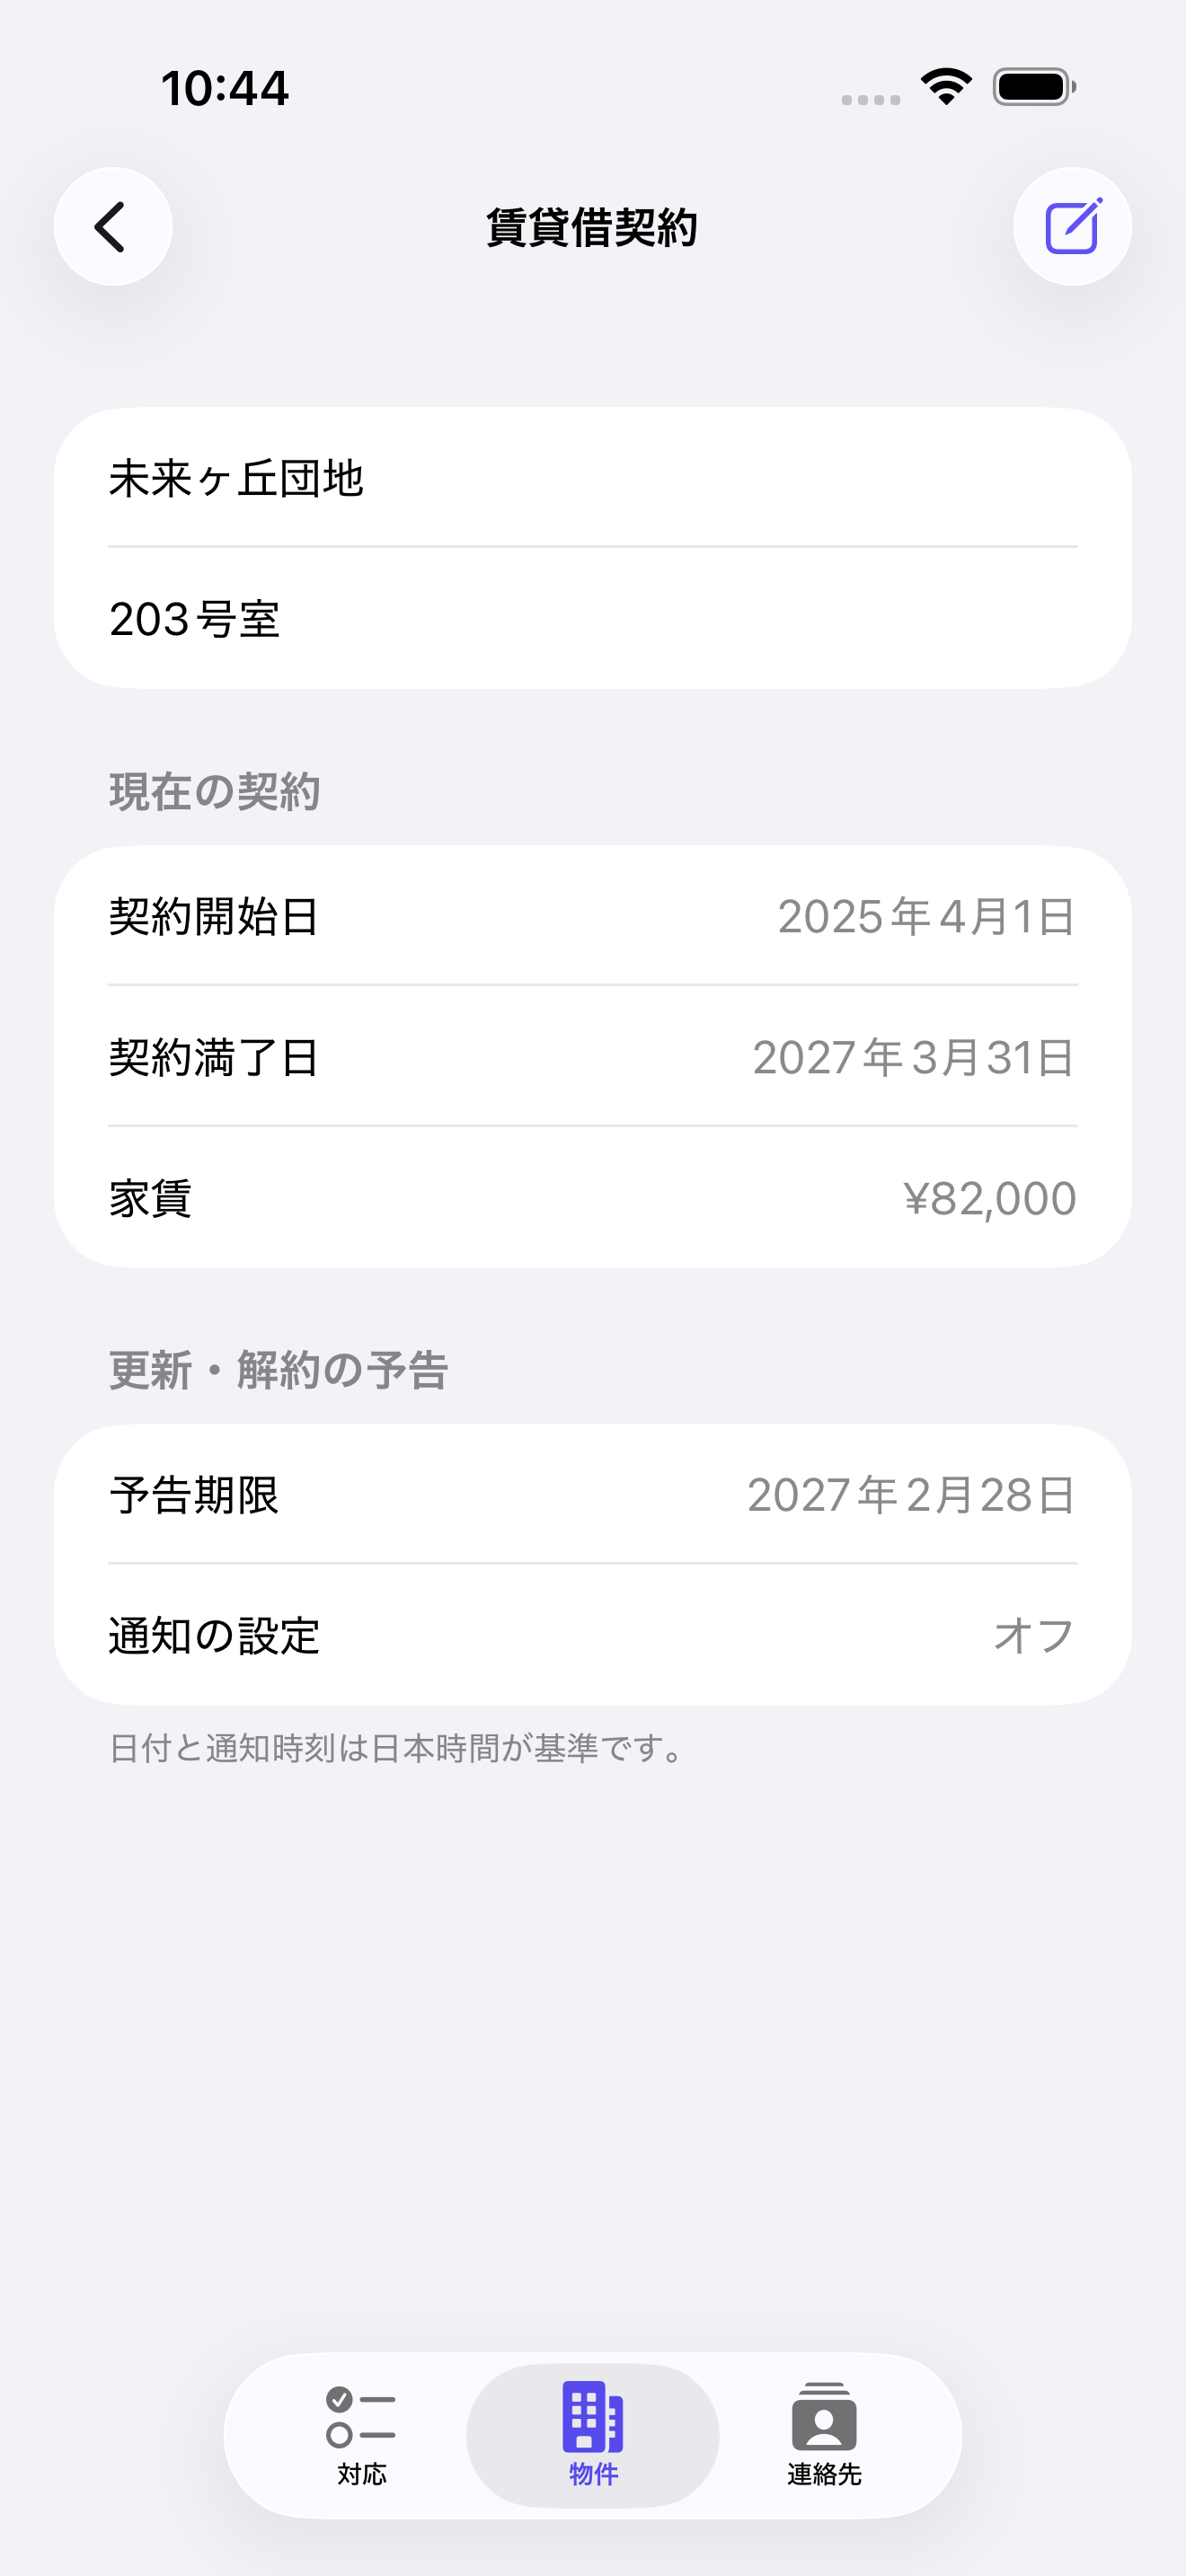 10:44
賃貸借契約
未来ヶ丘団地
203号室
現在の契約
契約開始日 2025年4月1日
契約満了日 2027年3月31日
家賃 ¥82,000
更新・解約の予告
予告期限 2027年2月28日
通知の設定 オフ
日付と通知時刻は日本時間が基準です。
対応 物件 連絡先